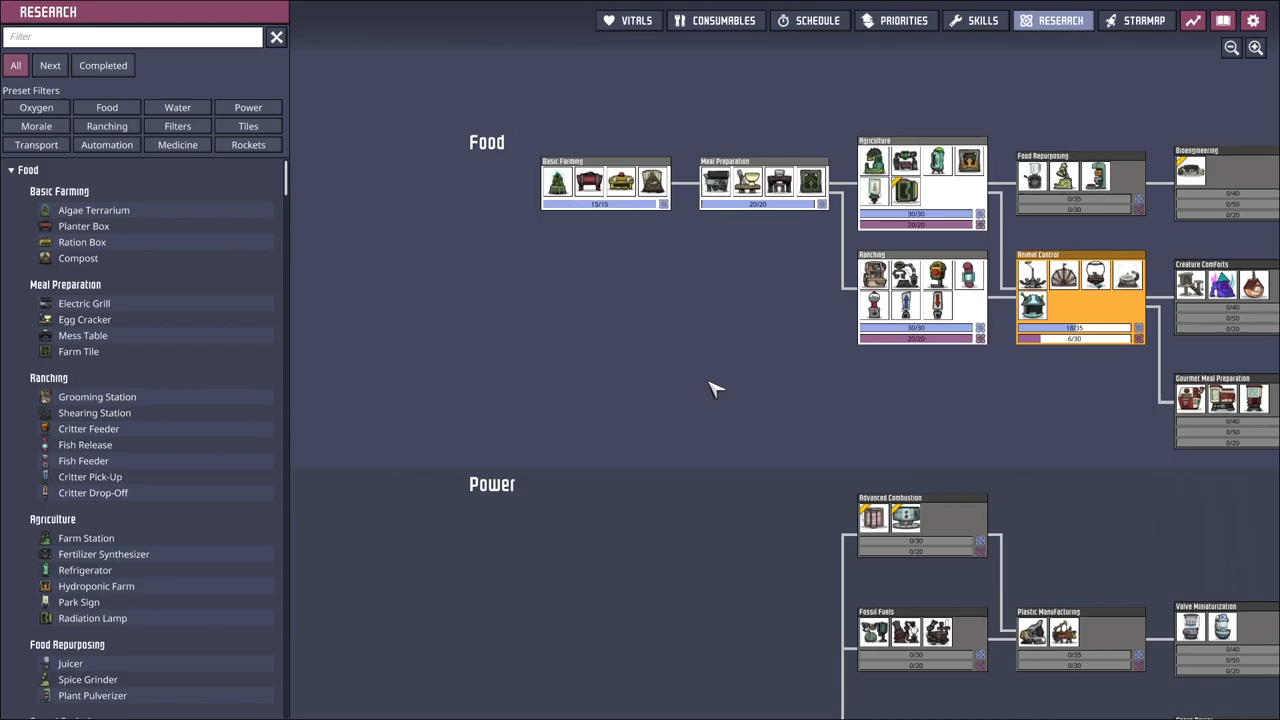 RESEARCH
VITALS
CONSUMABLES
SCHEDULE
PRIORITIES
SKILLS
RESEARCH
STARMAP
Filter
All
Next
Completed
Preset Filters
Oxygen
Food
Water
Power
Morale
Ranching
Filters
Tiles
Transport
Automation
Medicine
Rockets
Food
Basic Farming
Algae Terrarium
Planter Box
Ration Box
Compost
Meal Preparation
Electric Grill
Egg Cracker
Mess Table
Farm Tile
Ranching
Grooming Station
Shearing Station
Critter Feeder
Fish Release
Fish Feeder
Critter Pick-Up
Critter Drop-Off
Agriculture
Farm Station
Fertilizer Synthesizer
Refrigerator
Hydroponic Farm
Park Sign
Radiation Lamp
Food Repurposing
Juicer
Spice Grinder
Plant Pulverizer
Food
Basic Farming
15/15
Meal Preparation
20/20
Agriculture
30/30
20/20
Food Repurposing
0/35
0/30
Bioengineering
0/40
0/50
0/20
Ranching
30/30
20/20
Animal Control
18/35
6/30
Creature Comforts
0/40
0/50
0/20
Gourmet Meal Preparation
0/40
0/50
0/20
Power
Advanced Combustion
0/30
0/20
Fossil Fuels
0/30
0/20
Plastic Manufacturing
0/35
0/30
Valve Miniaturization
0/40
0/50
0/20